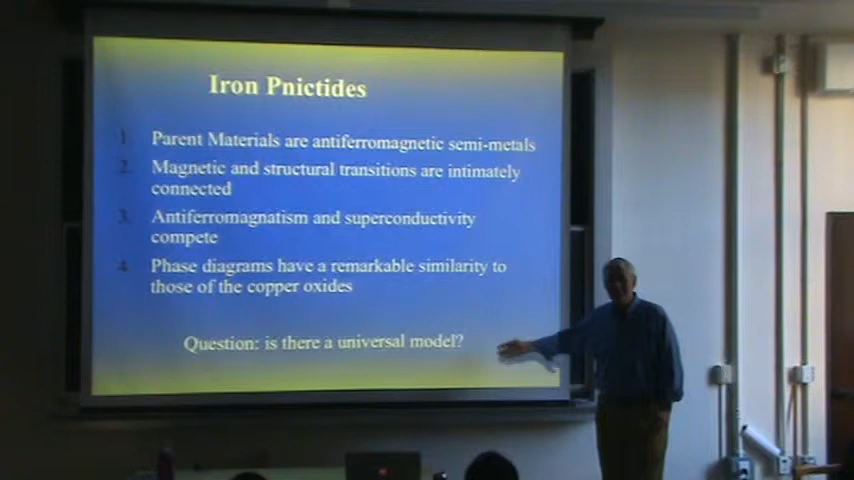 Iron Pnictides
1. Parent Materials are antiferromagnetic semi-metals
2. Magnetic and structural transitions are intimately
connected
3. Antiferromagnatism and superconductivity
compete
4. Phase diagrams have a remarkable similarity to
those of the copper oxides
Question: is there a universal model?